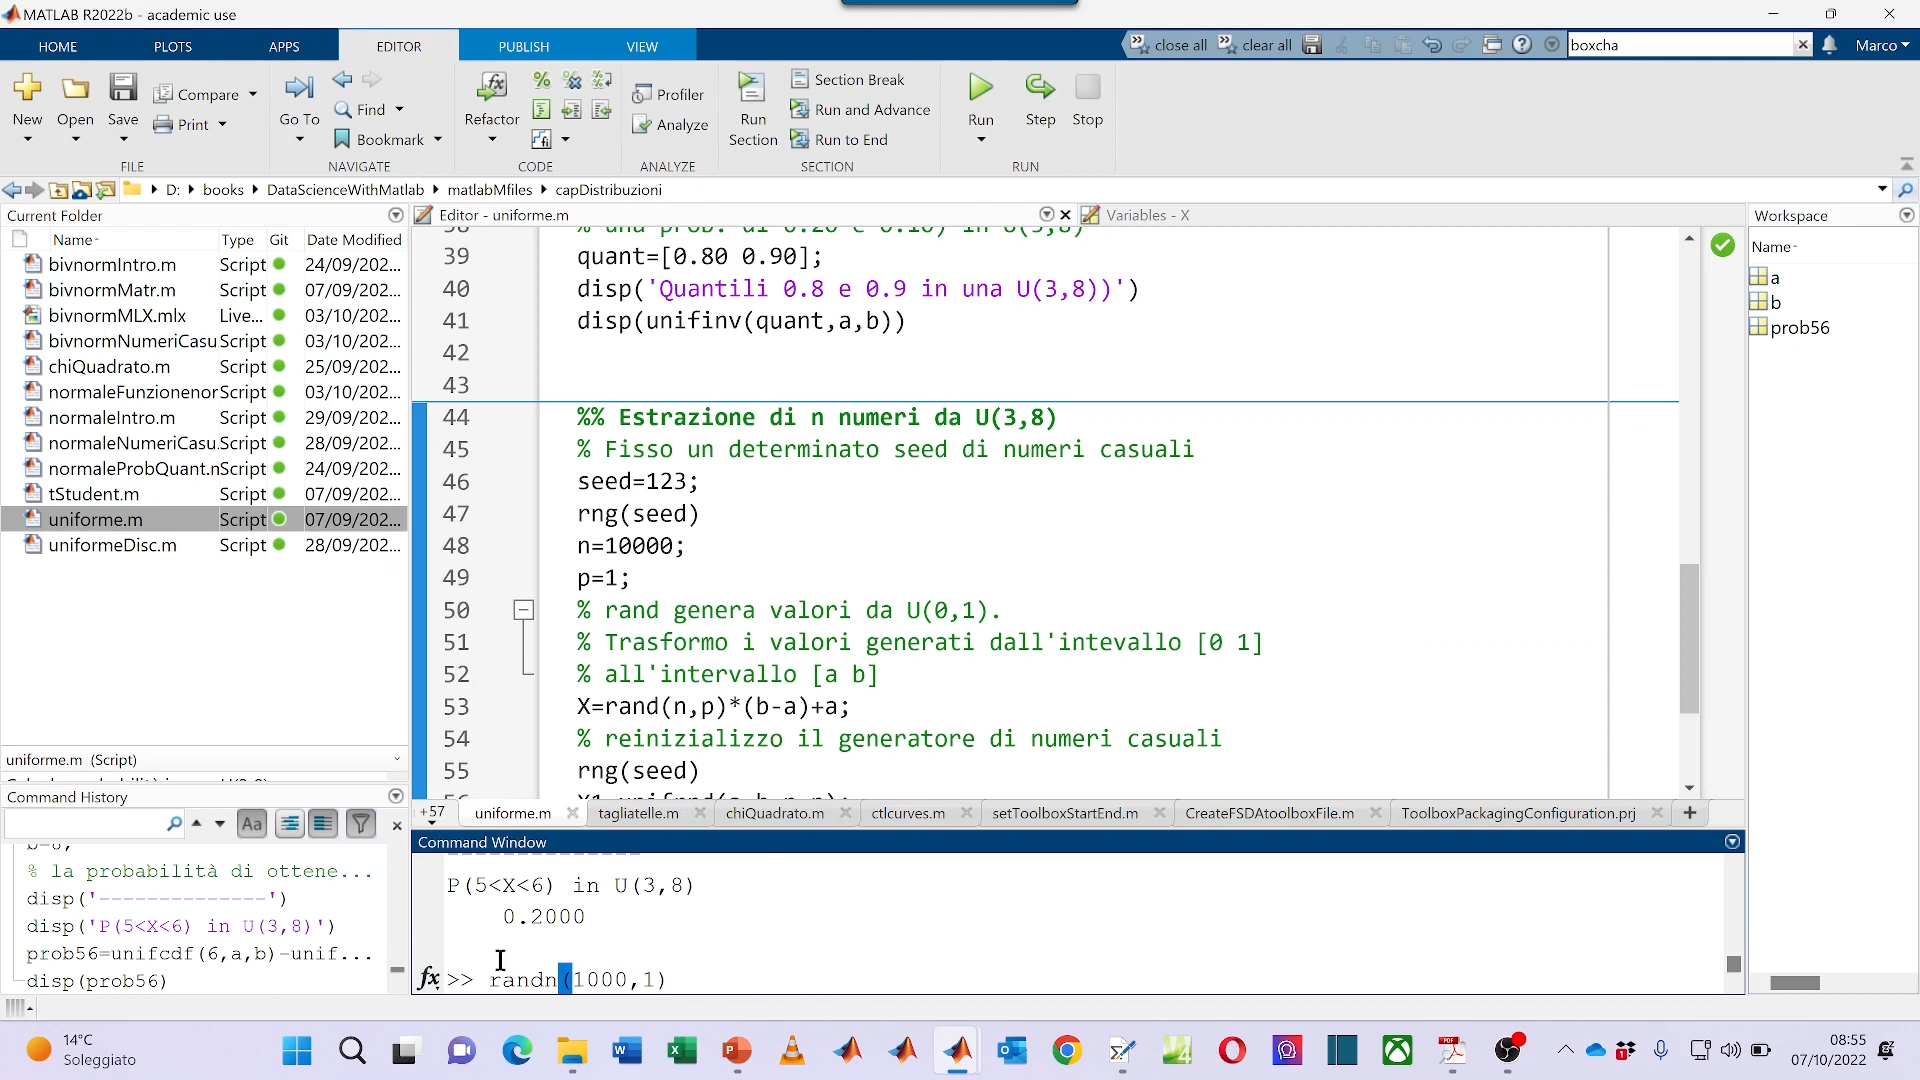 MATLAB R2022b - academic use
HOME PLOTS APPS EDITOR PUBLISH VIEW close all clear all boxcha Marco
New Open Save Compare Print
FILE
Go To Find Bookmark
NAVIGATE
Refactor
CODE
Profiler Analyze
ANALYZE
Run Section Section Break Run and Advance Run to End
SECTION
Run Step Stop
RUN
D: books DataScienceWithMatlab matlabMfiles capDistribuzioni
Current Folder
Name Type Git Date Modified
bivnormIntro.m Script 24/09/202...
bivnormMatr.m Script 07/09/202...
bivnormMLX.mlx Live... 03/10/202...
bivnormNumeriCasu Script 03/10/202...
chiQuadrato.m Script 25/09/202...
normaleFunzionenor Script 03/10/202...
normaleIntro.m Script 29/09/202...
normaleNumeriCasu. Script 28/09/202...
normaleProbQuant.n Script 24/09/202...
tStudent.m Script 07/09/202...
uniforme.m Script 07/09/202...
uniformeDisc.m Script 28/09/202...
uniforme.m (Script)
Command History
Aa
% la probabilità di ottene...
disp('--------------')
disp('P(5<X<6) in U(3,8)')
prob56=unifcdf(6,a,b)-unif...
disp(prob56)
Editor - uniforme.m
Variables - X
38 % una prob. di 0.20 e 0.10) in U(3,8)
39 quant=[0.80 0.90];
40 disp('Quantili 0.8 e 0.9 in una U(3,8))')
41 disp(unifinv(quant,a,b))
42
43
44 %% Estrazione di n numeri da U(3,8)
45 % Fisso un determinato seed di numeri casuali
46 seed=123;
47 rng(seed)
48 n=10000;
49 p=1;
50 % rand genera valori da U(0,1).
51 % Trasformo i valori generati dall'intevallo [0 1]
52 % all'intervallo [a b]
53 X=rand(n,p)*(b-a)+a;
54 % reinizializzo il generatore di numeri casuali
55 rng(seed)
+57 uniforme.m tagliatelle.m chiQuadrato.m ctlcurves.m setToolboxStartEnd.m CreateFSDAtoolboxFile.m ToolboxPackagingConfiguration.prj
Command Window
P(5<X<6) in U(3,8)
0.2000
fx >> randn(1000,1)
Workspace
Name
a
b
prob56
14°C
Soleggiato
08:55
07/10/2022